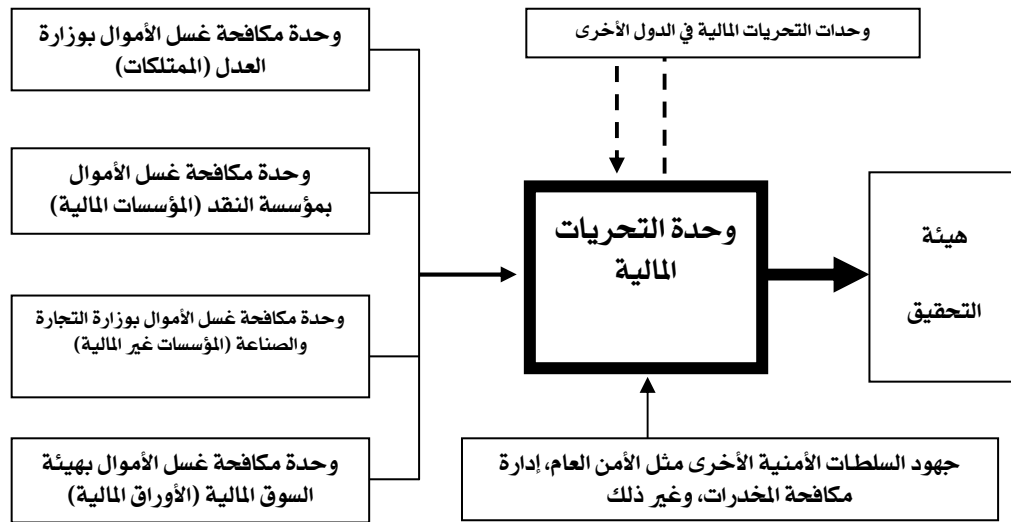 وحدة مكافحة غسل الأموال بوزارة
العدل (الممتلكات)
وحدات التحريات المالية في الدول الأخرى
وحدة مكافحة غسل الأموال
بمؤسسة النقد (المؤسسات المالية)
وحدة التحريات
المالية
هيئة
التحقيق
وحدة مكافحة غسل الأموال بوزارة التجارة
والصناعة (المؤسسات غير المالية)
وحدة مكافحة غسل الأموال بهيئة
السوق المالية (الأوراق المالية)
جهود السلطات الأمنية الأخرى مثل الأمن العام، إدارة
مكافحة المخدرات، وغير ذلك